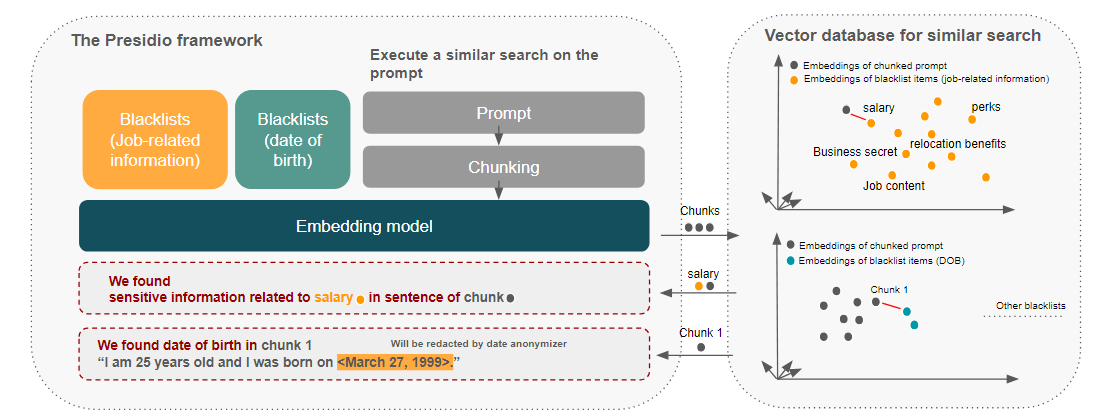 The Presidio framework
Execute a similar search on the
prompt
Blacklists
(Job-related
information)
Blacklists
(date of
birth)
Prompt
Chunking
Embedding model
We found
sensitive information related to salary in sentence of chunk
We found date of birth in chunk 1
Will be redacted by date anonymizer
“I am 25 years old and I was born on <March 27, 1999>.”
Chunks
salary
Chunk 1
Vector database for similar search
Embeddings of chunked prompt
Embeddings of blacklist items (job-related information)
salary
perks
relocation benefits
Business secret
Job content
Embeddings of chunked prompt
Embeddings of blacklist items (DOB)
Chunk 1
Other blacklists